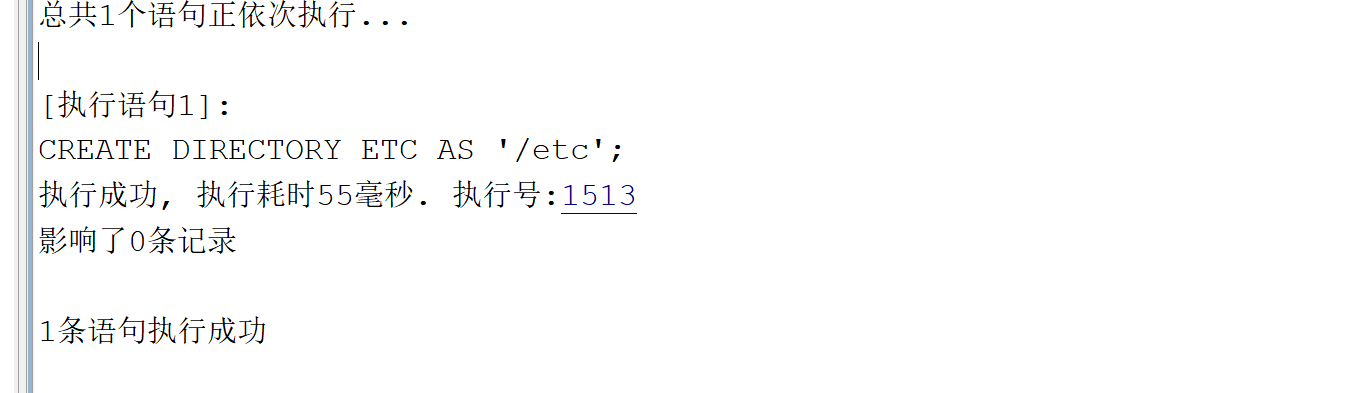 总共1个语句正依次执行...
[执行语句1]:
CREATE DIRECTORY ETC AS '/etc';
执行成功, 执行耗时55毫秒. 执行号:1513
影响了0条记录
1条语句执行成功